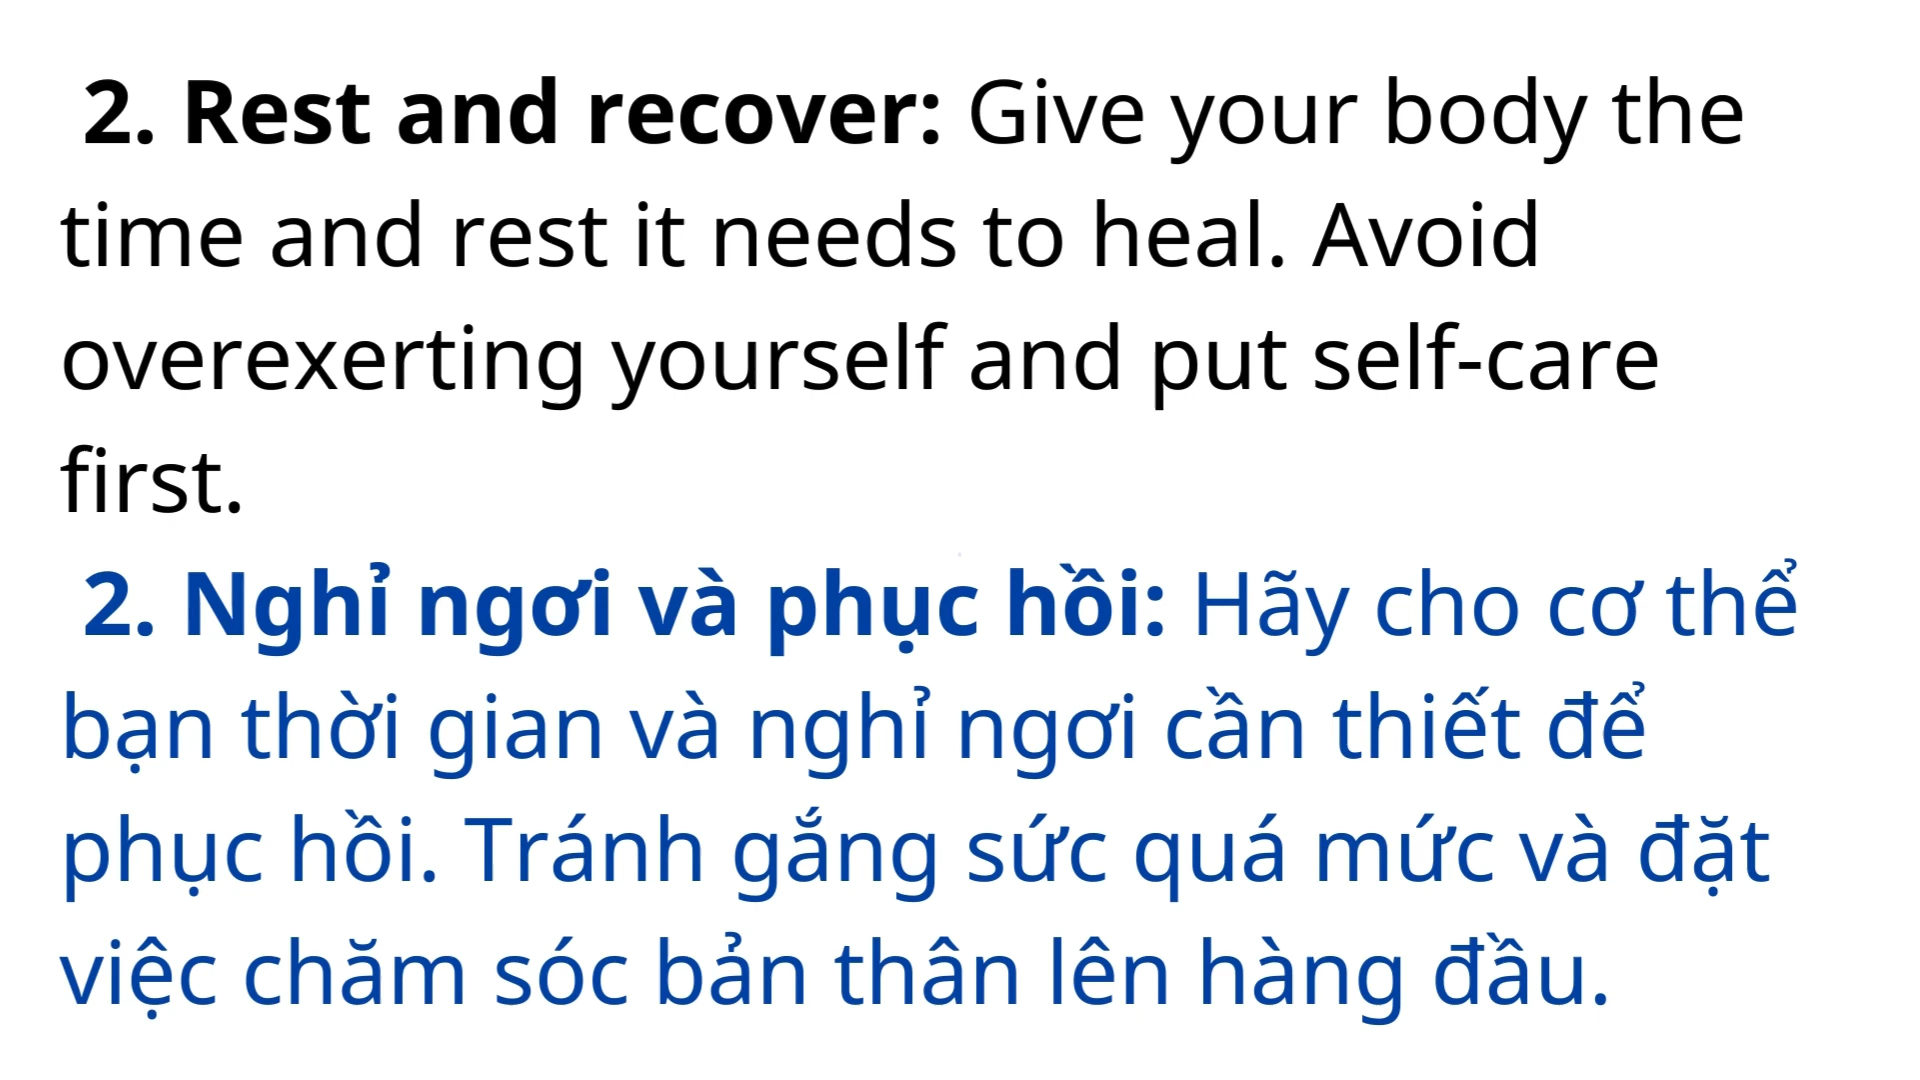 2. Rest and recover: Give your body the
time and rest it needs to heal. Avoid
overexerting yourself and put self-care
first.
2. Nghỉ ngơi và phục hồi: Hãy cho cơ thể
bạn thời gian và nghỉ ngơi cần thiết để
phục hồi. Tránh gắng sức quá mức và đặt
việc chăm sóc bản thân lên hàng đầu.